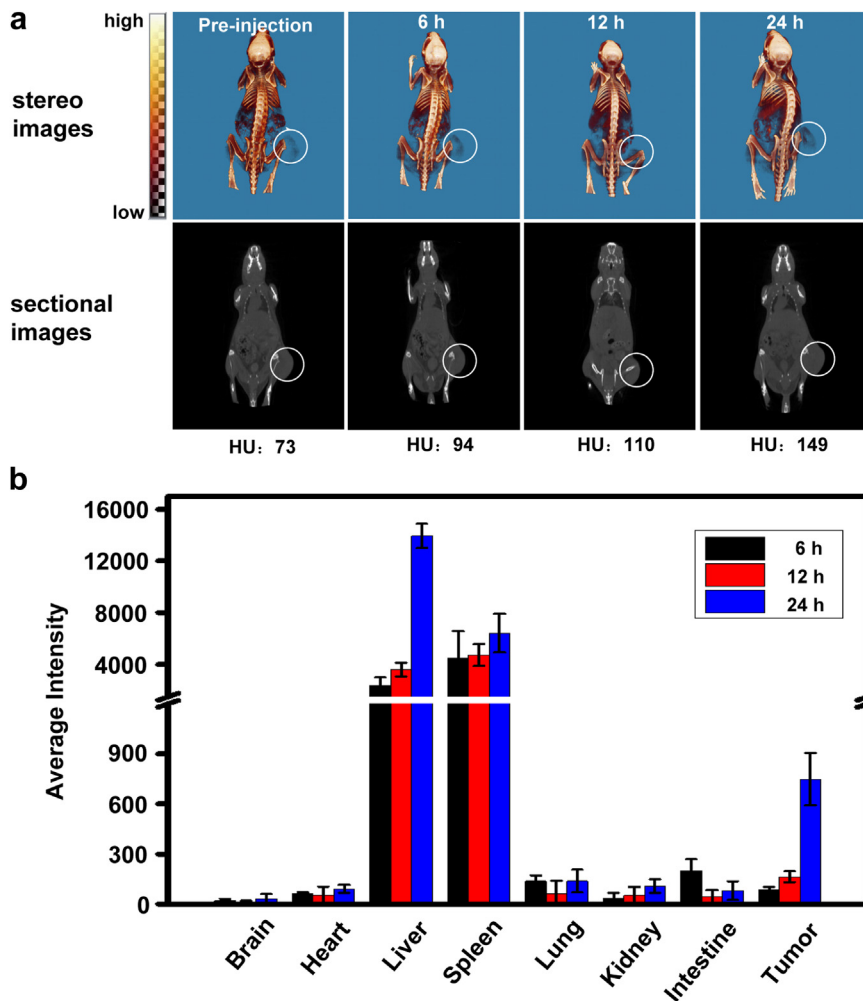 a
high
low
Pre-injection
6 h
12 h
24 h
stereo
images
sectional
images
HU：73
HU：94
HU：110
HU：149
b
Average Intensity
16000
12000
8000
4000
900
600
300
0
6 h
12 h
24 h
Brain
Heart
Liver
Spleen
Lung
Kidney
Intestine
Tumor